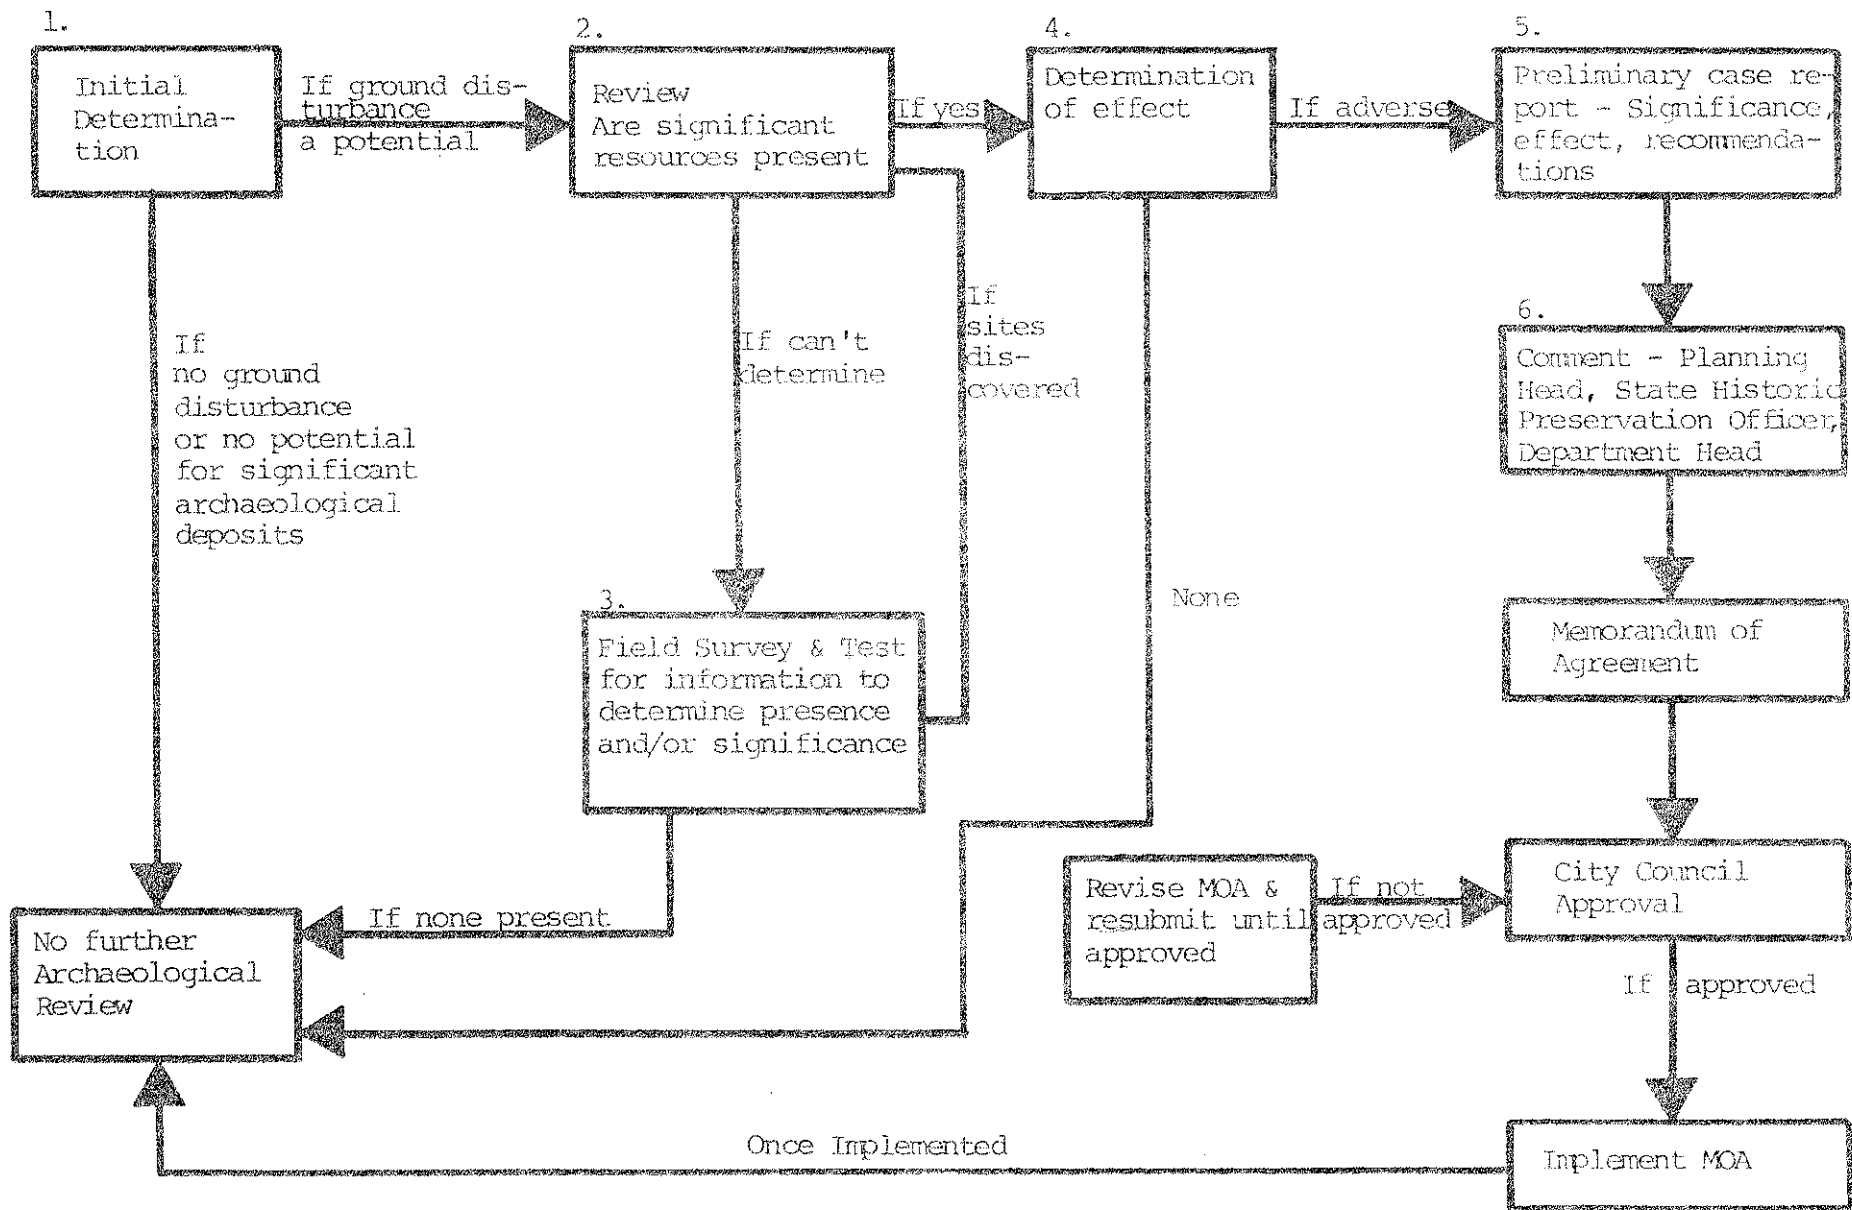 1.
Initial
Determina-
tion
If ground dis-
turbance
a potential
2.
Review
Are significant
resources present
If yes
4.
Determination
of effect
If adverse
5.
Preliminary case re-
port - Significance,
effect, recommenda-
tions
If
no ground
disturbance
or no potential
for significant
archaeological
deposits
If can't
determine
If
sites
dis-
covered
None
6.
Comment - Planning
Head, State Historic
Preservation Officer,
Department Head
3.
Field Survey & Test
for information to
determine presence
and/or significance
Memorandum of
Agreement
If none present
No further
Archaeological
Review
Revise MOA &
resubmit until
approved
If not
approved
City Council
Approval
If approved
Once Implemented
Implement MOA